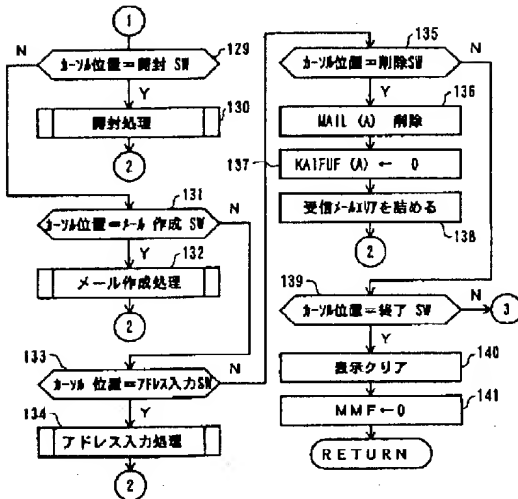 1
N
カーソル位置=開封 SW
129
Y
130
開封処理
2
131
カーソル位置=メール 作成 SW
N
Y
132
メール作成処理
2
133
カーソル 位置=アドレス入力SW
N
134
Y
アドレス入力処理
2
135
カーソル位置=削除SW
N
Y
136
MAIL (A) 削除
137
KAIFUF (A) ← 0
受信メールエリアを詰める
138
2
139
カーソル位置=終了 SW
N
3
Y
140
表示クリア
141
MMF←0
RETURN